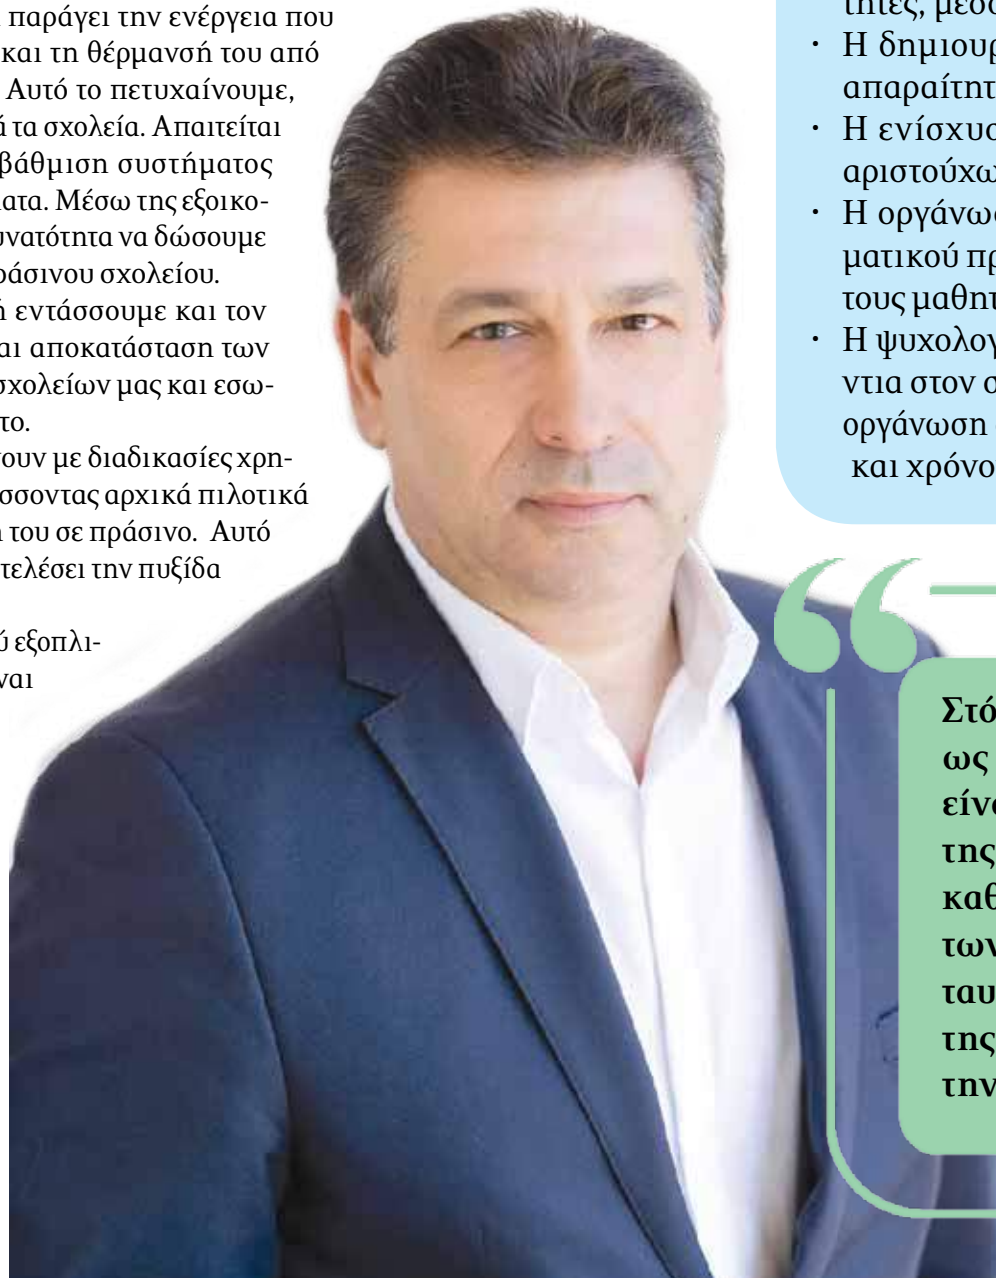 παράγει την ενέργεια που
και τη θέρμανσή του από
Αυτό το πετυχαίνουμε,
τα σχολεία. Απαιτείται
βάθμιση συστήματος
ατα. Μέσω της εξοικο-
υνατότητα να δώσουμε
ράσινου σχολείου.
ή εντάσσουμε και τον
αι αποκατάσταση των
σχολείων μας και εσω-
το.
νουν με διαδικασίες χρη-
σσοντας αρχικά πιλοτικά
η του σε πράσινο. Αυτό
τελέσει την πυξίδα
ύ εξοπλι-
ναι
τητες, μέσο
· Η δημιουρ
απαραίτητ
· Η ενίσχυσ
αριστούχω
· Η οργάνωσ
ματικού πρ
τους μαθητ
· Η ψυχολογ
ντια στον σ
οργάνωση
και χρόνο
Στό
ως
είνα
της
καθ
των
ταυ
της
την